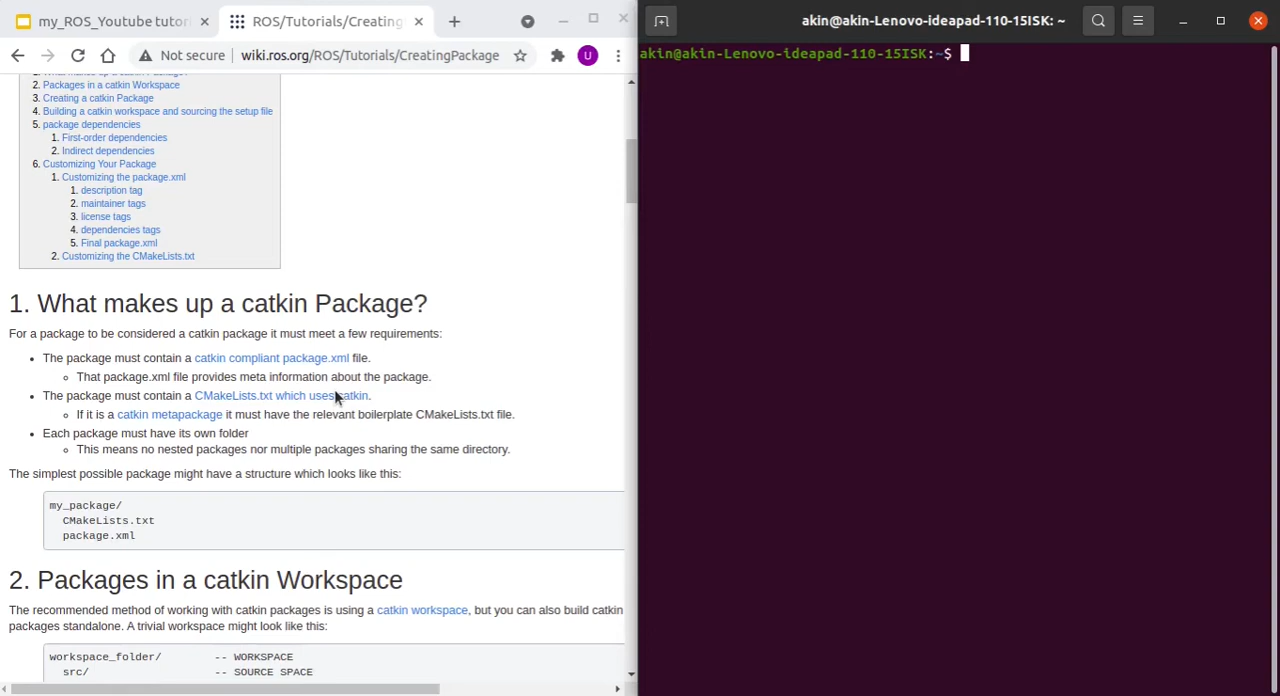 my_ROS_Youtube tutori
ROS/Tutorials/Creating
Not secure
wiki.ros.org/ROS/Tutorials/CreatingPackage
U
1. What makes up a catkin Package?
2. Packages in a catkin Workspace
3. Creating a catkin Package
4. Building a catkin workspace and sourcing the setup file
5. package dependencies
1. First-order dependencies
2. Indirect dependencies
6. Customizing Your Package
1. Customizing the package.xml
1. description tag
2. maintainer tags
3. license tags
4. dependencies tags
5. Final package.xml
2. Customizing the CMakeLists.txt
1. What makes up a catkin Package?
For a package to be considered a catkin package it must meet a few requirements:
• The package must contain a catkin compliant package.xml file.
∘ That package.xml file provides meta information about the package.
• The package must contain a CMakeLists.txt which uses catkin.
∘ If it is a catkin metapackage it must have the relevant boilerplate CMakeLists.txt file.
• Each package must have its own folder
∘ This means no nested packages nor multiple packages sharing the same directory.
The simplest possible package might have a structure which looks like this:
my_package/
CMakeLists.txt
package.xml
2. Packages in a catkin Workspace
The recommended method of working with catkin packages is using a catkin workspace, but you can also build catkin
packages standalone. A trivial workspace might look like this:
workspace_folder/ -- WORKSPACE
src/ -- SOURCE SPACE
akin@akin-Lenovo-ideapad-110-15ISK: ~
akin@akin-Lenovo-ideapad-110-15ISK:~$